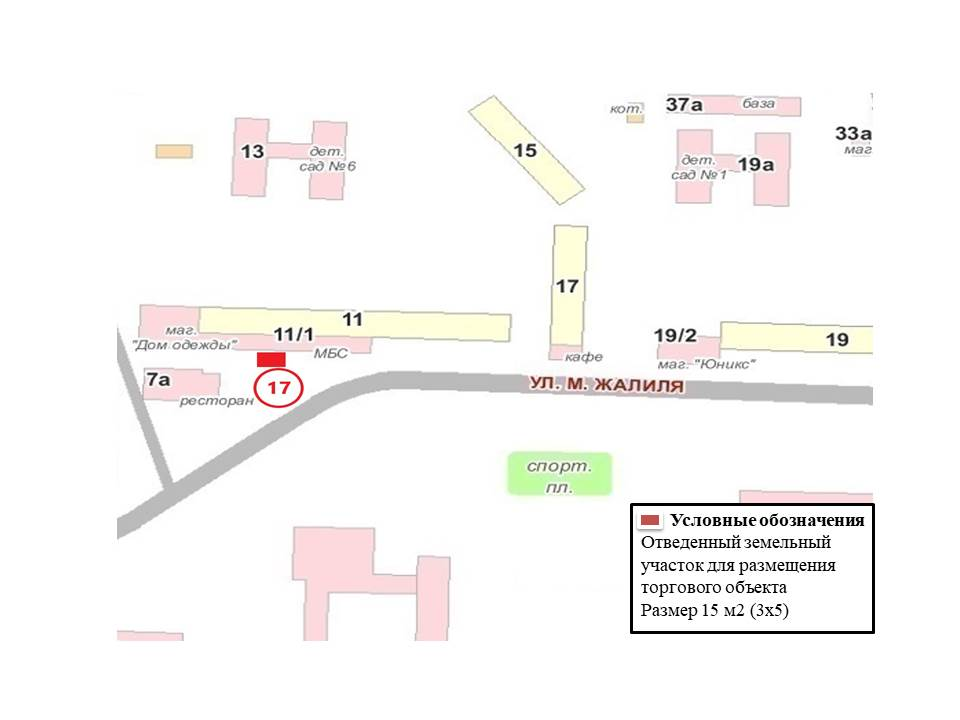 кот.
37а
база
33а
маг.
13
дет.
сад №6
15
дет.
сад №1
19а
17
11
маг.
"Дом одежды"
11/1
МБС
19/2
19
кафе
маг. "Юникс"
7а
ресторан
17
УЛ. М. ЖАЛИЛЯ
спорт.
пл.
Условные обозначения
Отведенный земельный
участок для размещения
торгового объекта
Размер 15 м2 (3х5)